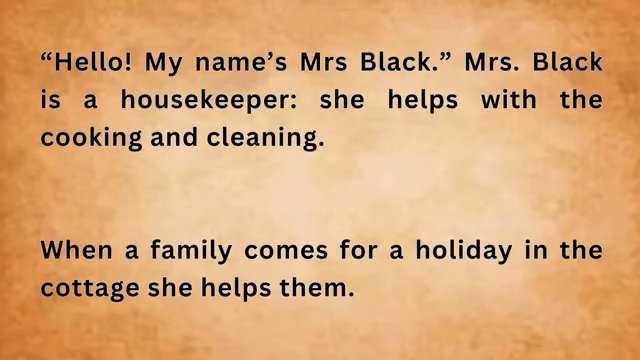 “Hello! My name’s Mrs Black.” Mrs. Black
is a housekeeper: she helps with the
cooking and cleaning.
When a family comes for a holiday in the
cottage she helps them.